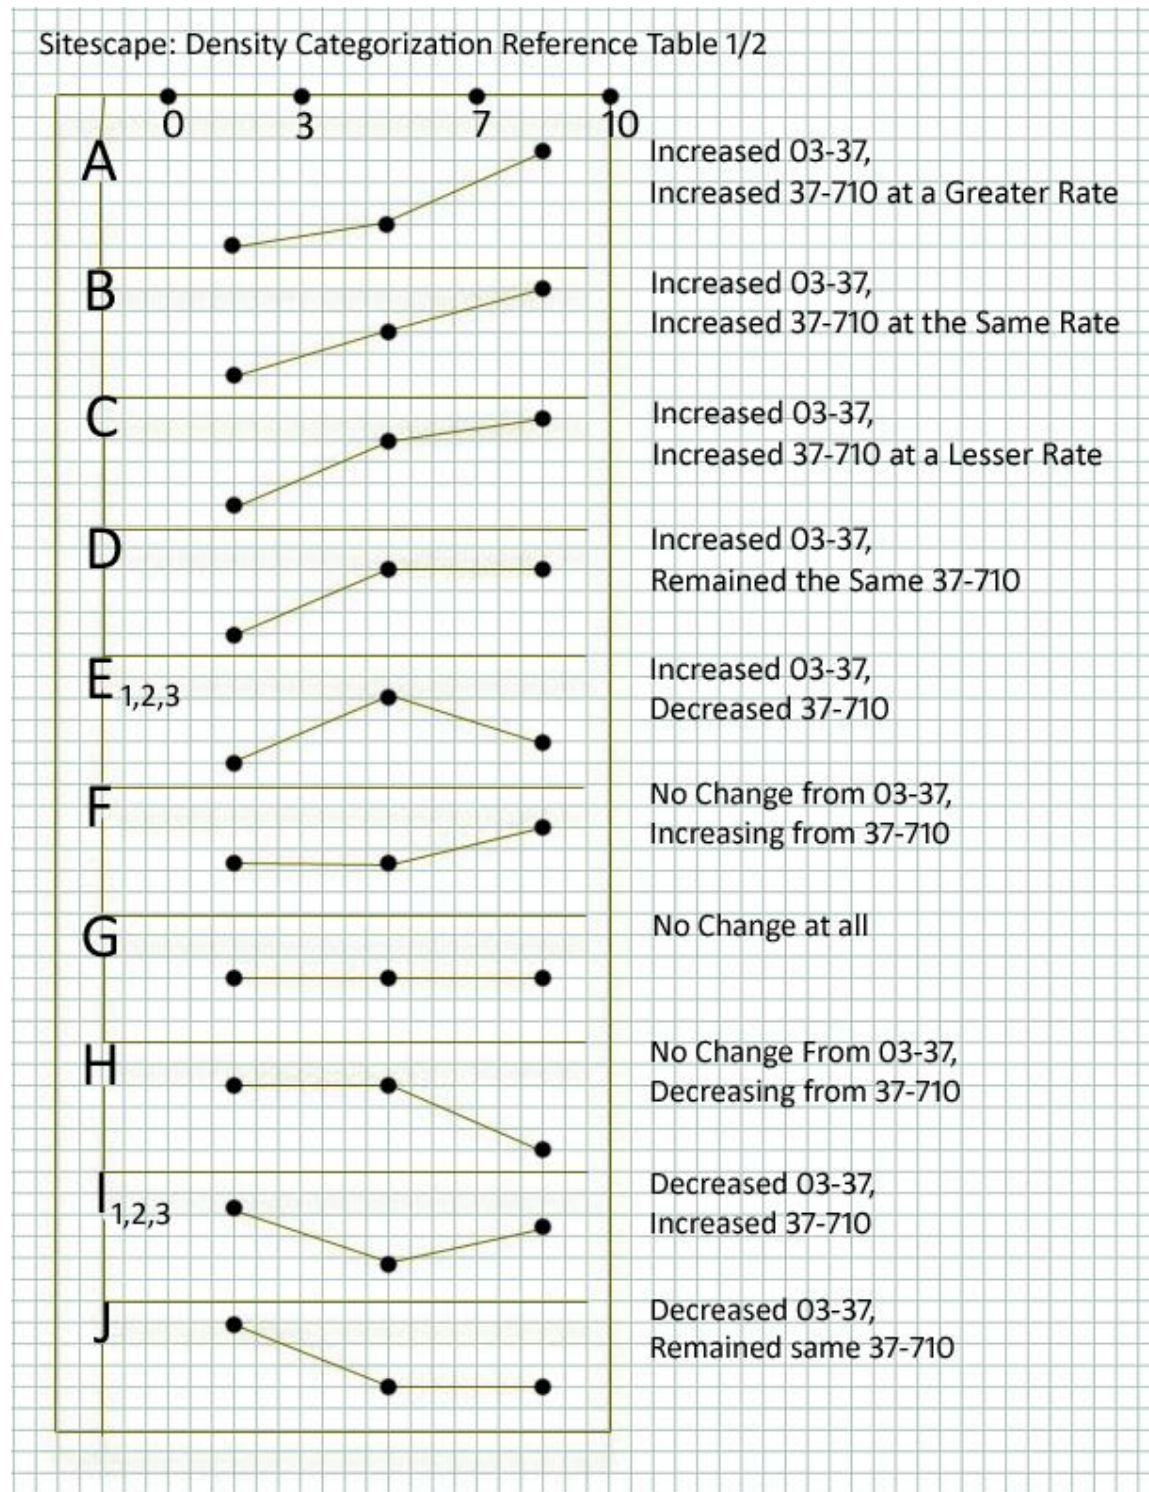 Sitescape: Density Categorization Reference Table 1/2
0 3 7 10
A
Increased 03-37,
Increased 37-710 at a Greater Rate
B
Increased 03-37,
Increased 37-710 at the Same Rate
C
Increased 03-37,
Increased 37-710 at a Lesser Rate
D
Increased 03-37,
Remained the Same 37-710
E 1,2,3
Increased 03-37,
Decreased 37-710
F
No Change from 03-37,
Increasing from 37-710
G
No Change at all
H
No Change From 03-37,
Decreasing from 37-710
I 1,2,3
Decreased 03-37,
Increased 37-710
J
Decreased 03-37,
Remained same 37-710